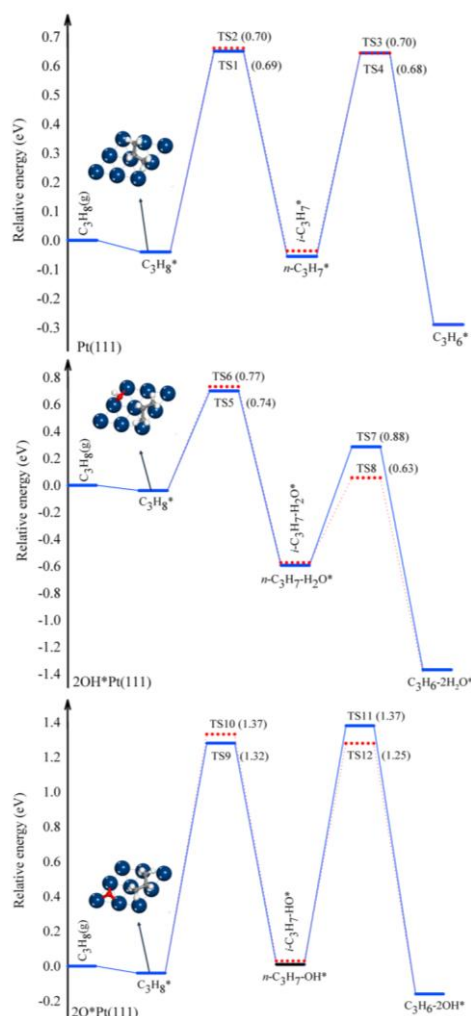 Relative energy (eV)
0.7
0.6
0.5
0.4
0.3
0.2
0.1
0.0
-0.1
-0.2
-0.3
TS2 (0.70)
TS1 (0.69)
TS3 (0.70)
TS4 (0.68)
C₃H₈(g)
C₃H₈*
i-C₃H₇*
n-C₃H₇*
C₃H₆*
Pt(111)
Relative energy (eV)
0.8
0.6
0.4
0.2
0.0
-0.2
-0.4
-0.6
-0.8
-1.0
-1.2
-1.4
TS6 (0.77)
TS5 (0.74)
TS7 (0.88)
TS8 (0.63)
C₃H₈(g)
C₃H₈*
i-C₃H₇-H₂O*
n-C₃H₇-H₂O*
C₃H₆-2H₂O*
2OH*Pt(111)
Relative energy (eV)
1.4
1.2
1.0
0.8
0.6
0.4
0.2
0.0
-0.2
TS10 (1.37)
TS9 (1.32)
TS11 (1.37)
TS12 (1.25)
C₃H₈(g)
C₃H₈*
i-C₃H₇-HO*
n-C₃H₇-OH*
C₃H₆-2OH*
2O*Pt(111)